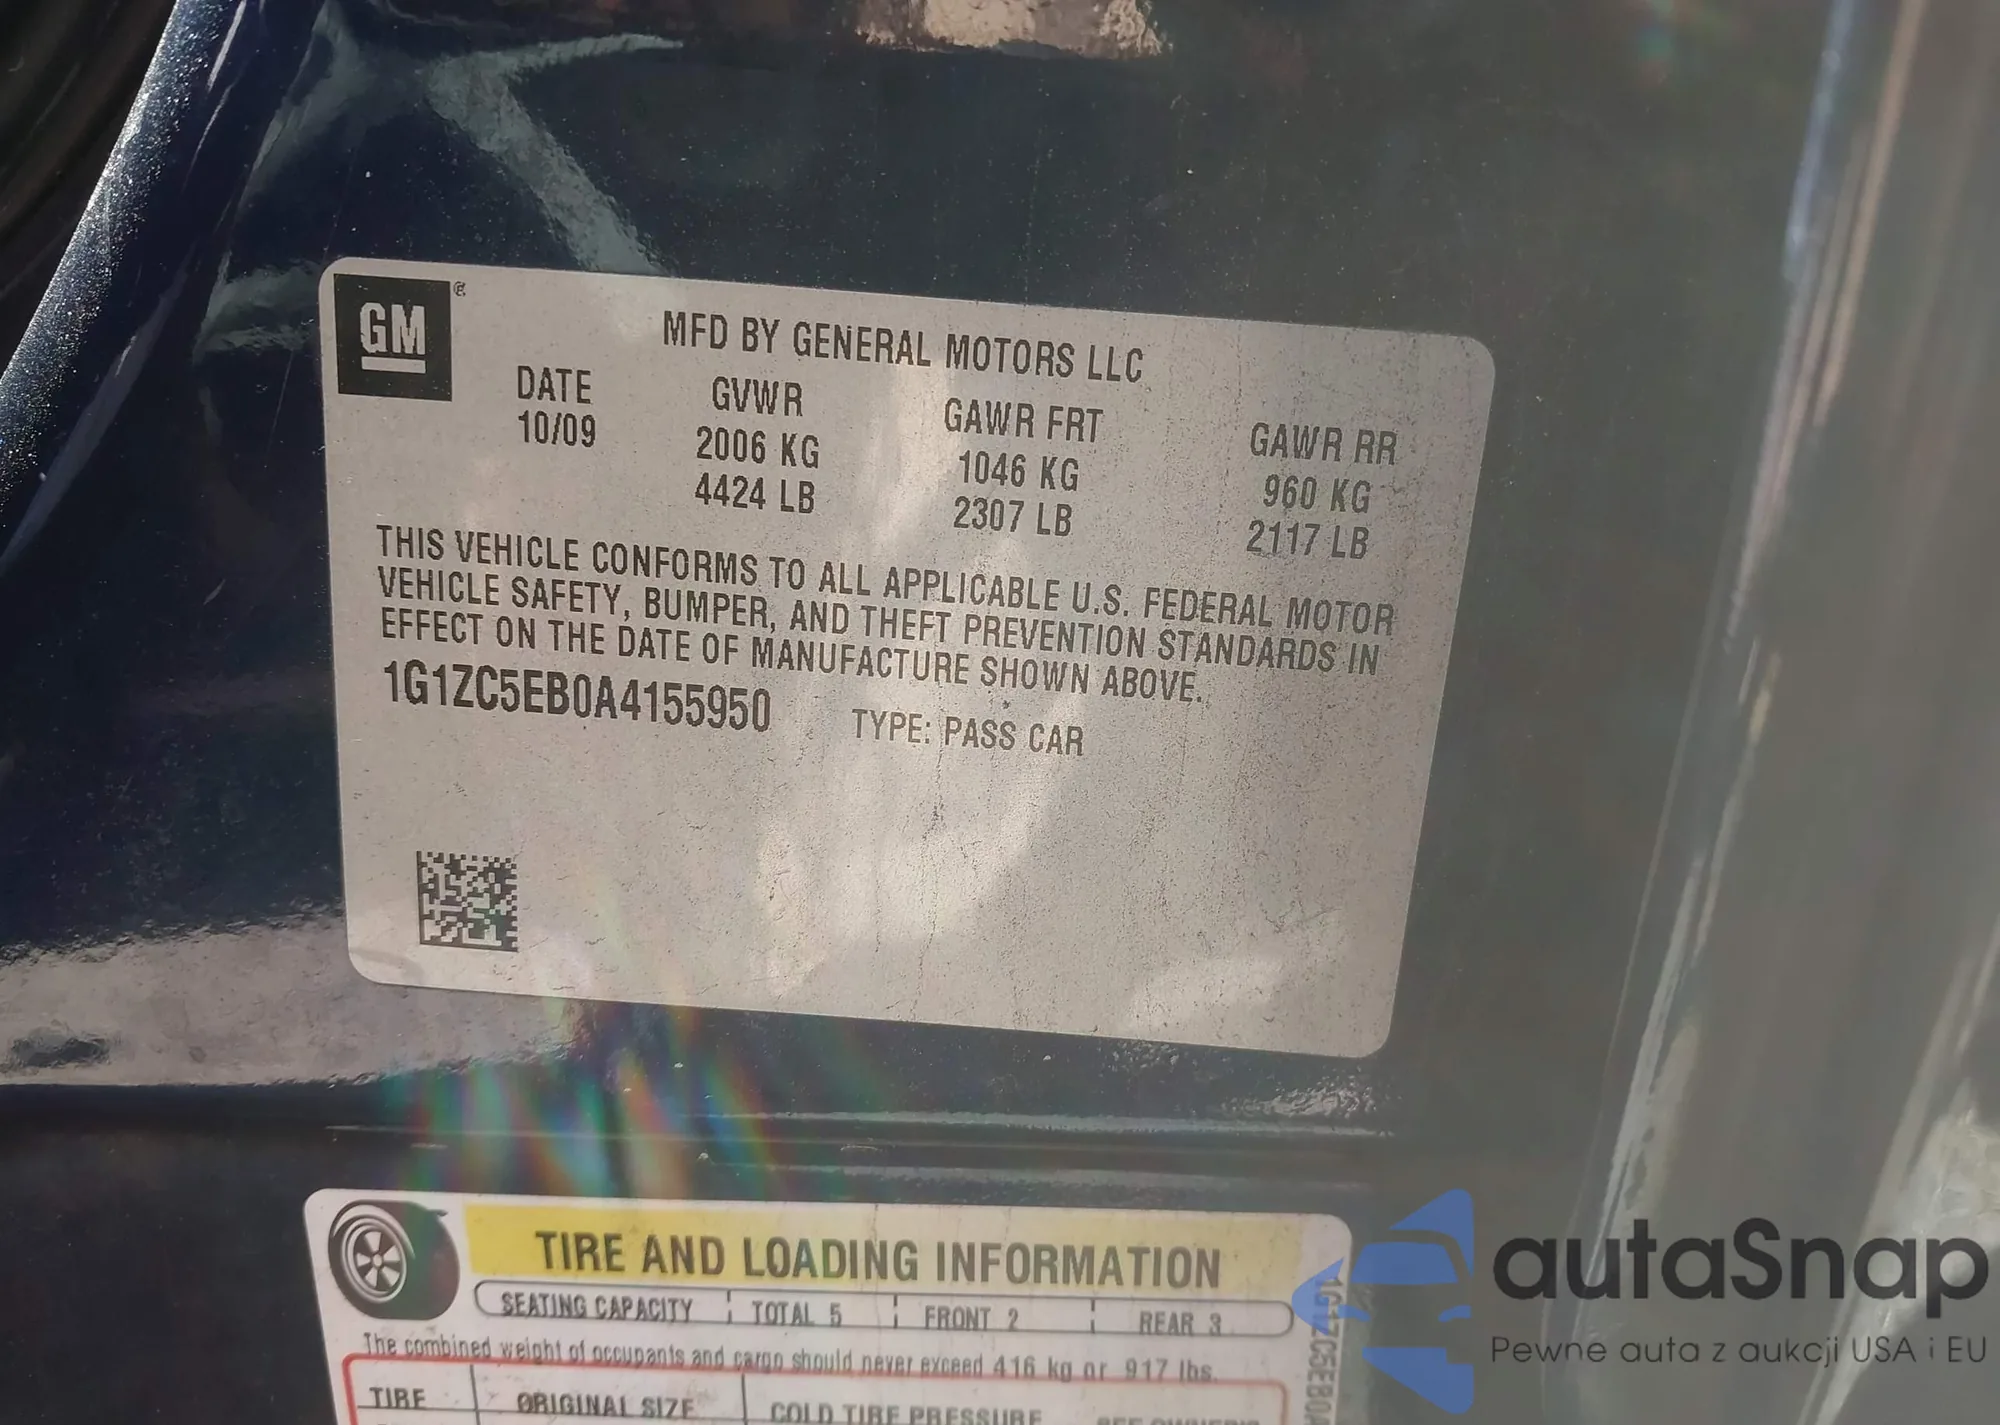 GM
MFD BY GENERAL MOTORS LLC
DATE GVWR GAWR FRT GAWR RR
10/09 2006 KG 1046 KG 960 KG
4424 LB 2307 LB 2117 LB
THIS VEHICLE CONFORMS TO ALL APPLICABLE U.S. FEDERAL MOTOR
VEHICLE SAFETY, BUMPER, AND THEFT PREVENTION STANDARDS IN
EFFECT ON THE DATE OF MANUFACTURE SHOWN ABOVE.
1G1ZC5EB0A4155950 TYPE: PASS CAR
TIRE AND LOADING INFORMATION
SEATING CAPACITY TOTAL 5 FRONT 2 REAR 3
The combined weight of occupants and cargo should never exceed 416 kg or 917 lbs.
TIRE ORIGINAL SIZE COLD TIRE PRESSURE
autaSnap
Pewne auta z aukcji USA i EU